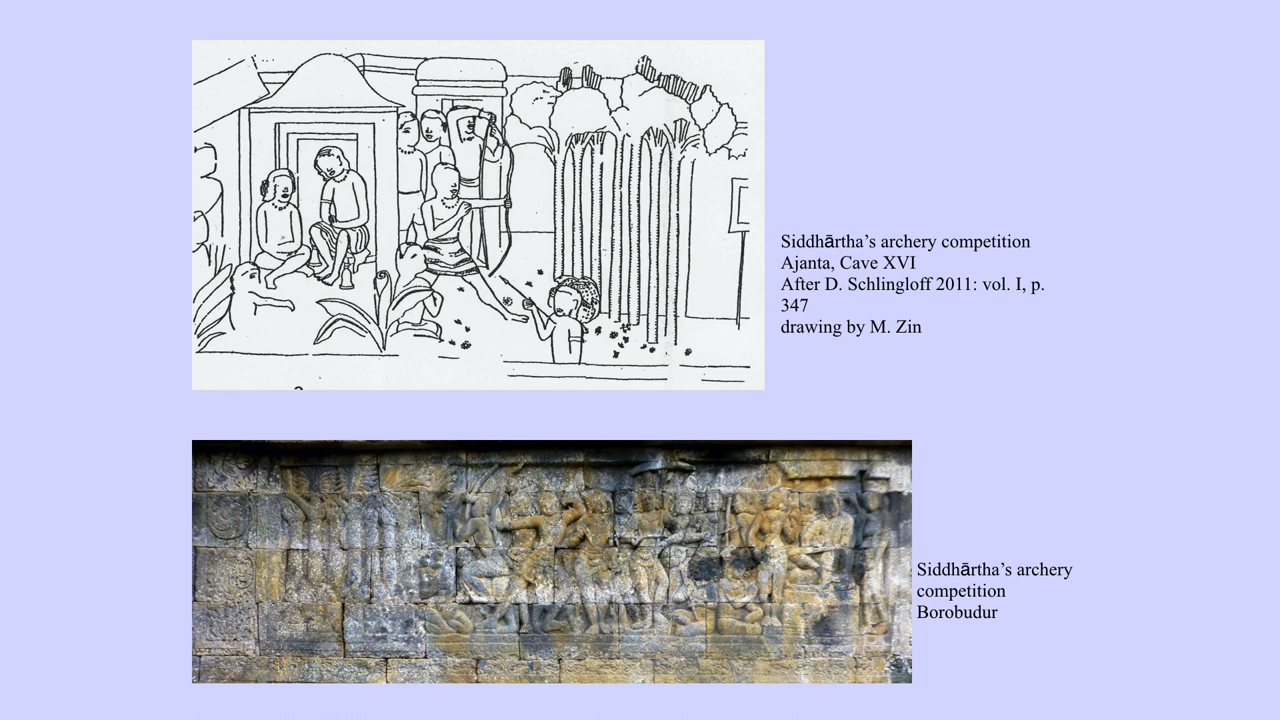 Siddhārtha’s archery competition
Ajanta, Cave XVI
After D. Schlingloff 2011: vol. I, p.
347
drawing by M. Zin
Siddhārtha’s archery
competition
Borobudur